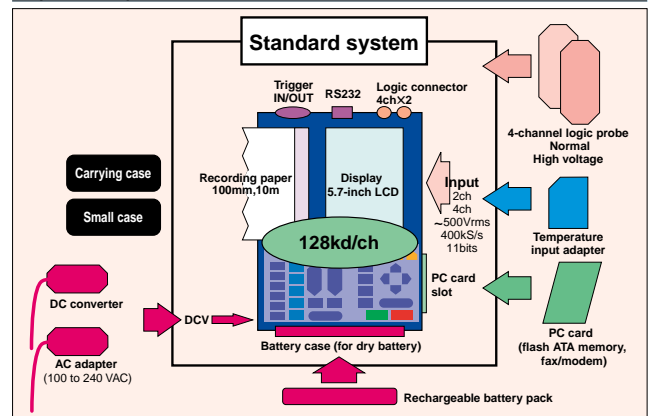 Standard system
Trigger
IN/OUT
RS232
Logic connector
4ch×2
4-channel logic probe
Normal
High voltage
Recording paper
100mm,10m
Display
5.7-inch LCD
Input
2ch
4ch
~500Vrms
400kS/s
11bits
Carrying case
Small case
128kd/ch
Temperature
input adapter
PC card
slot
DC converter
DCV
PC card
(flash ATA memory,
fax/modem)
Battery case (for dry battery)
AC adapter
(100 to 240 VAC)
Rechargeable battery pack